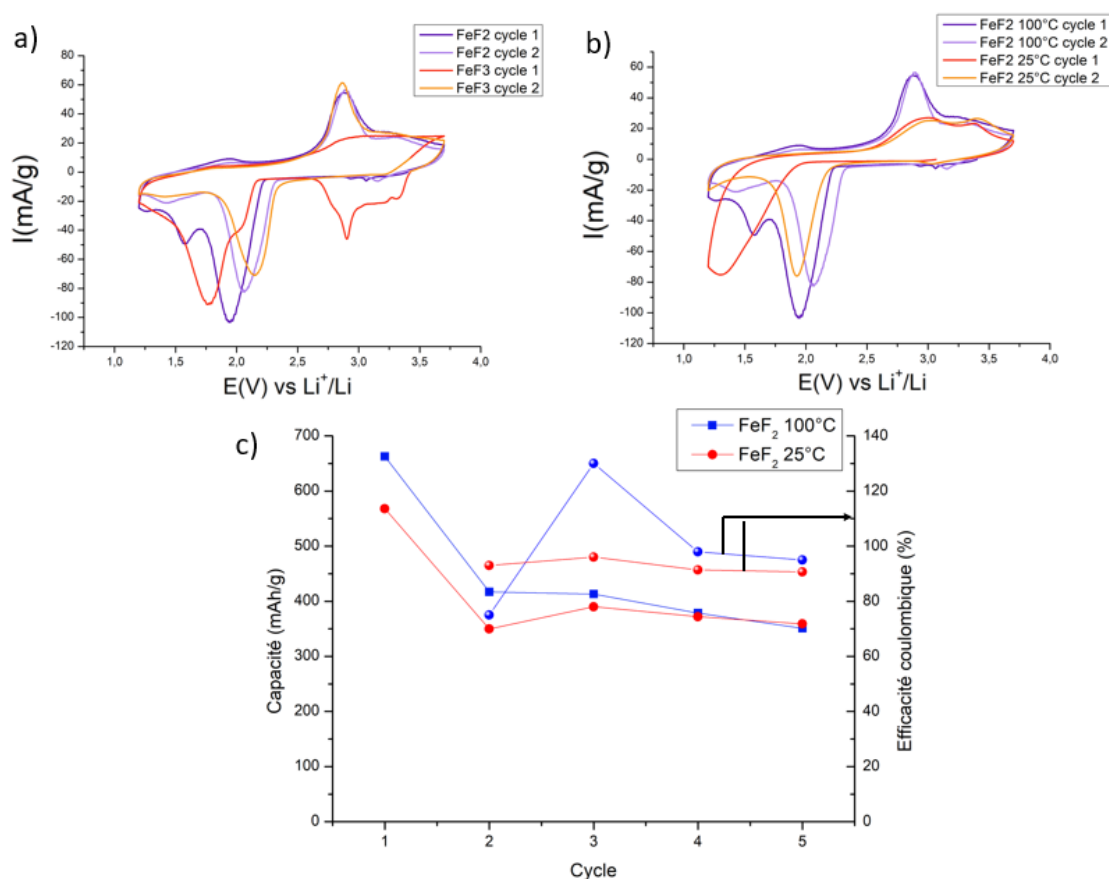 a)
FeF2 cycle 1
FeF2 cycle 2
FeF3 cycle 1
FeF3 cycle 2
80
60
40
20
0
-20
-40
-60
-80
-100
-120
I(mA/g)
1,0
1,5
2,0
2,5
3,0
3,5
4,0
E(V) vs Li⁺/Li
b)
FeF2 100°C cycle 1
FeF2 100°C cycle 2
FeF2 25°C cycle 1
FeF2 25°C cycle 2
80
60
40
20
0
-20
-40
-60
-80
-100
-120
I(mA/g)
1,0
1,5
2,0
2,5
3,0
3,5
4,0
E(V) vs Li⁺/Li
c)
FeF₂ 100°C
FeF₂ 25°C
700
600
500
400
300
200
100
0
Capacité (mAh/g)
140
120
100
80
60
40
20
0
Efficacité coulombique (%)
1
2
3
4
5
Cycle